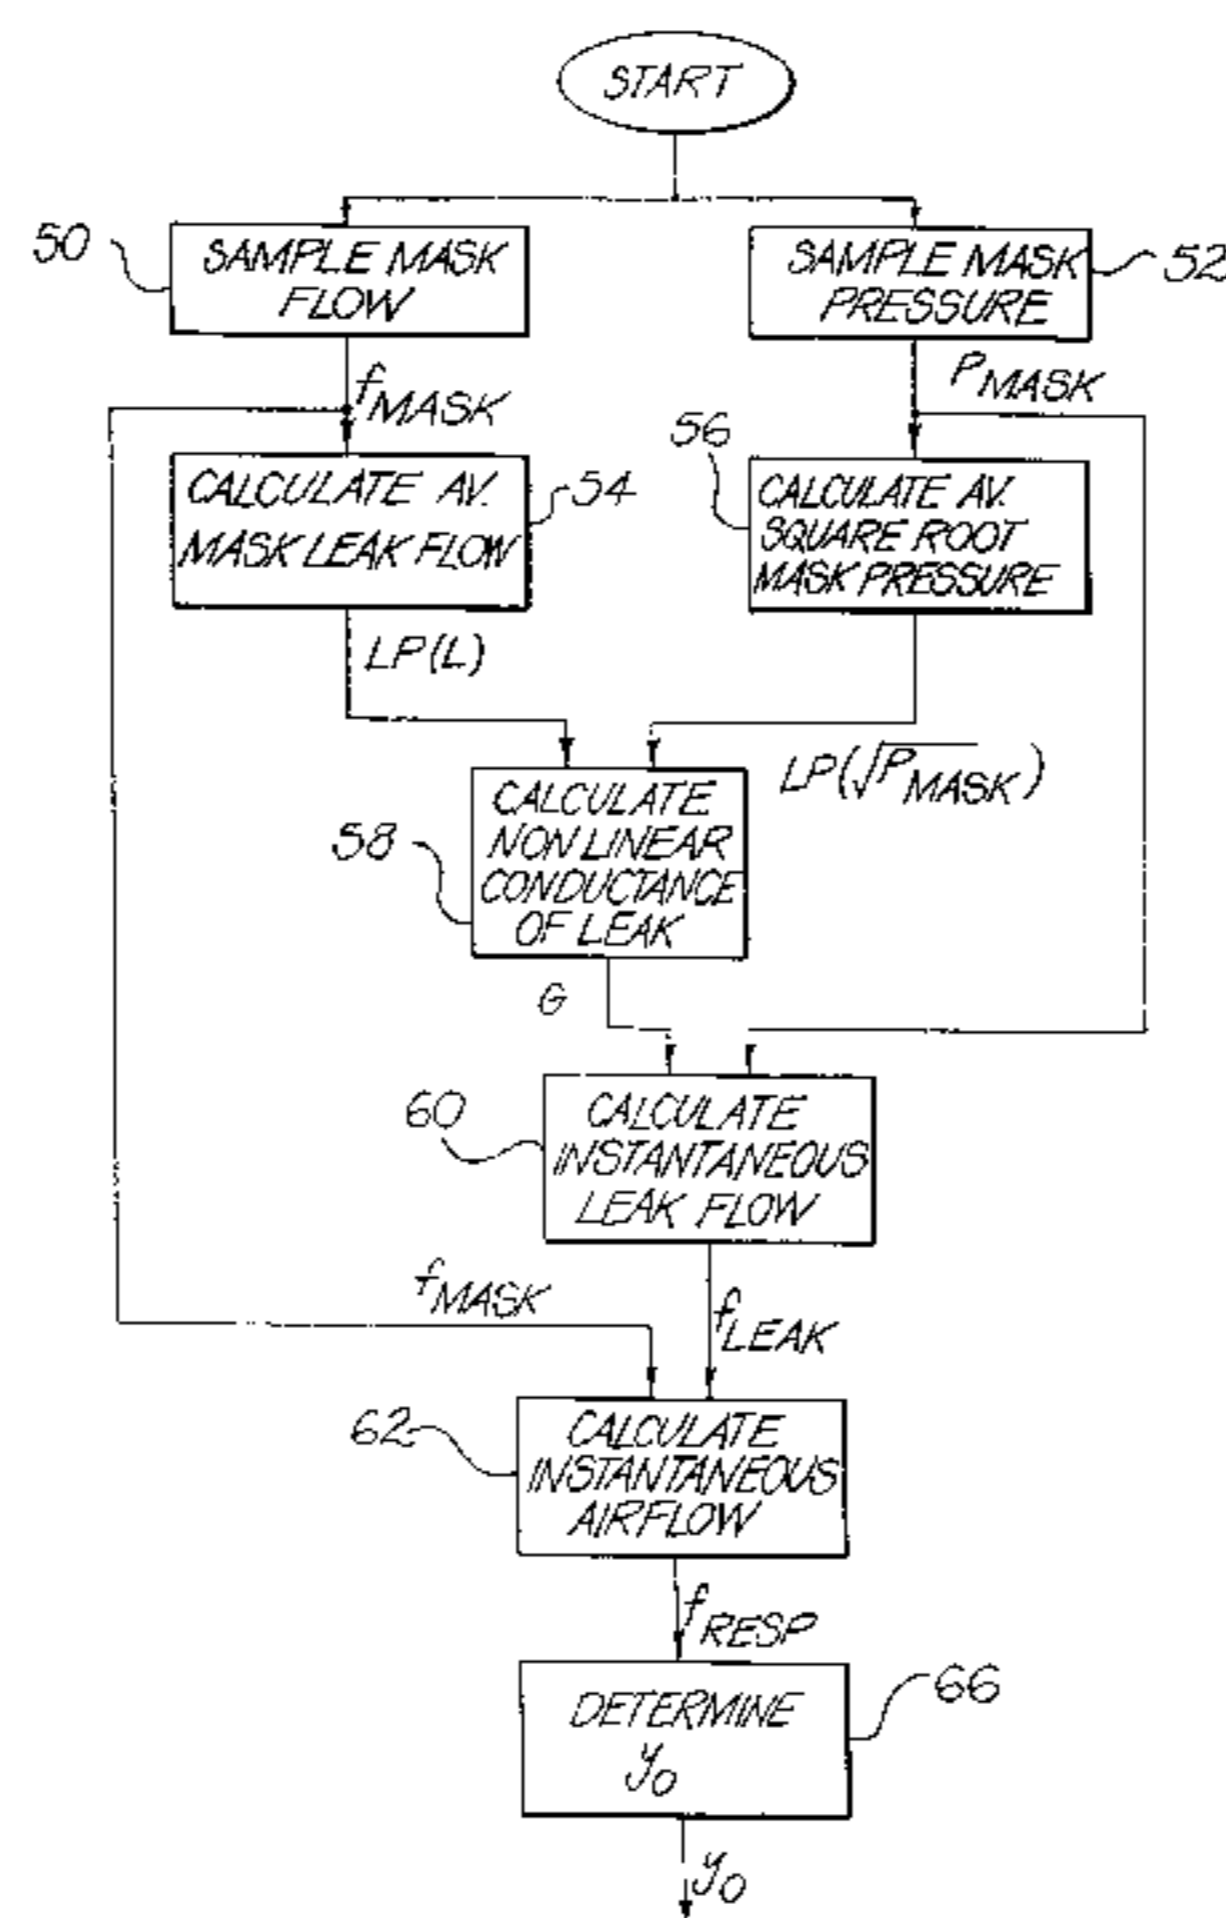 START
50
SAMPLE MASK
FLOW
SAMPLE MASK
PRESSURE
52
fMASK
PMASK
CALCULATE AV.
MASK LEAK FLOW
54
56
CALCULATE AV.
SQUARE ROOT
MASK PRESSURE
LP(L)
LP(√PMASK)
58
CALCULATE
NON LINEAR
CONDUCTANCE
OF LEAK
G
60
CALCULATE
INSTANTANEOUS
LEAK FLOW
fMASK
fLEAK
62
CALCULATE
INSTANTANEOUS
AIRFLOW
fRESP
DETERMINE
yo
66
yo